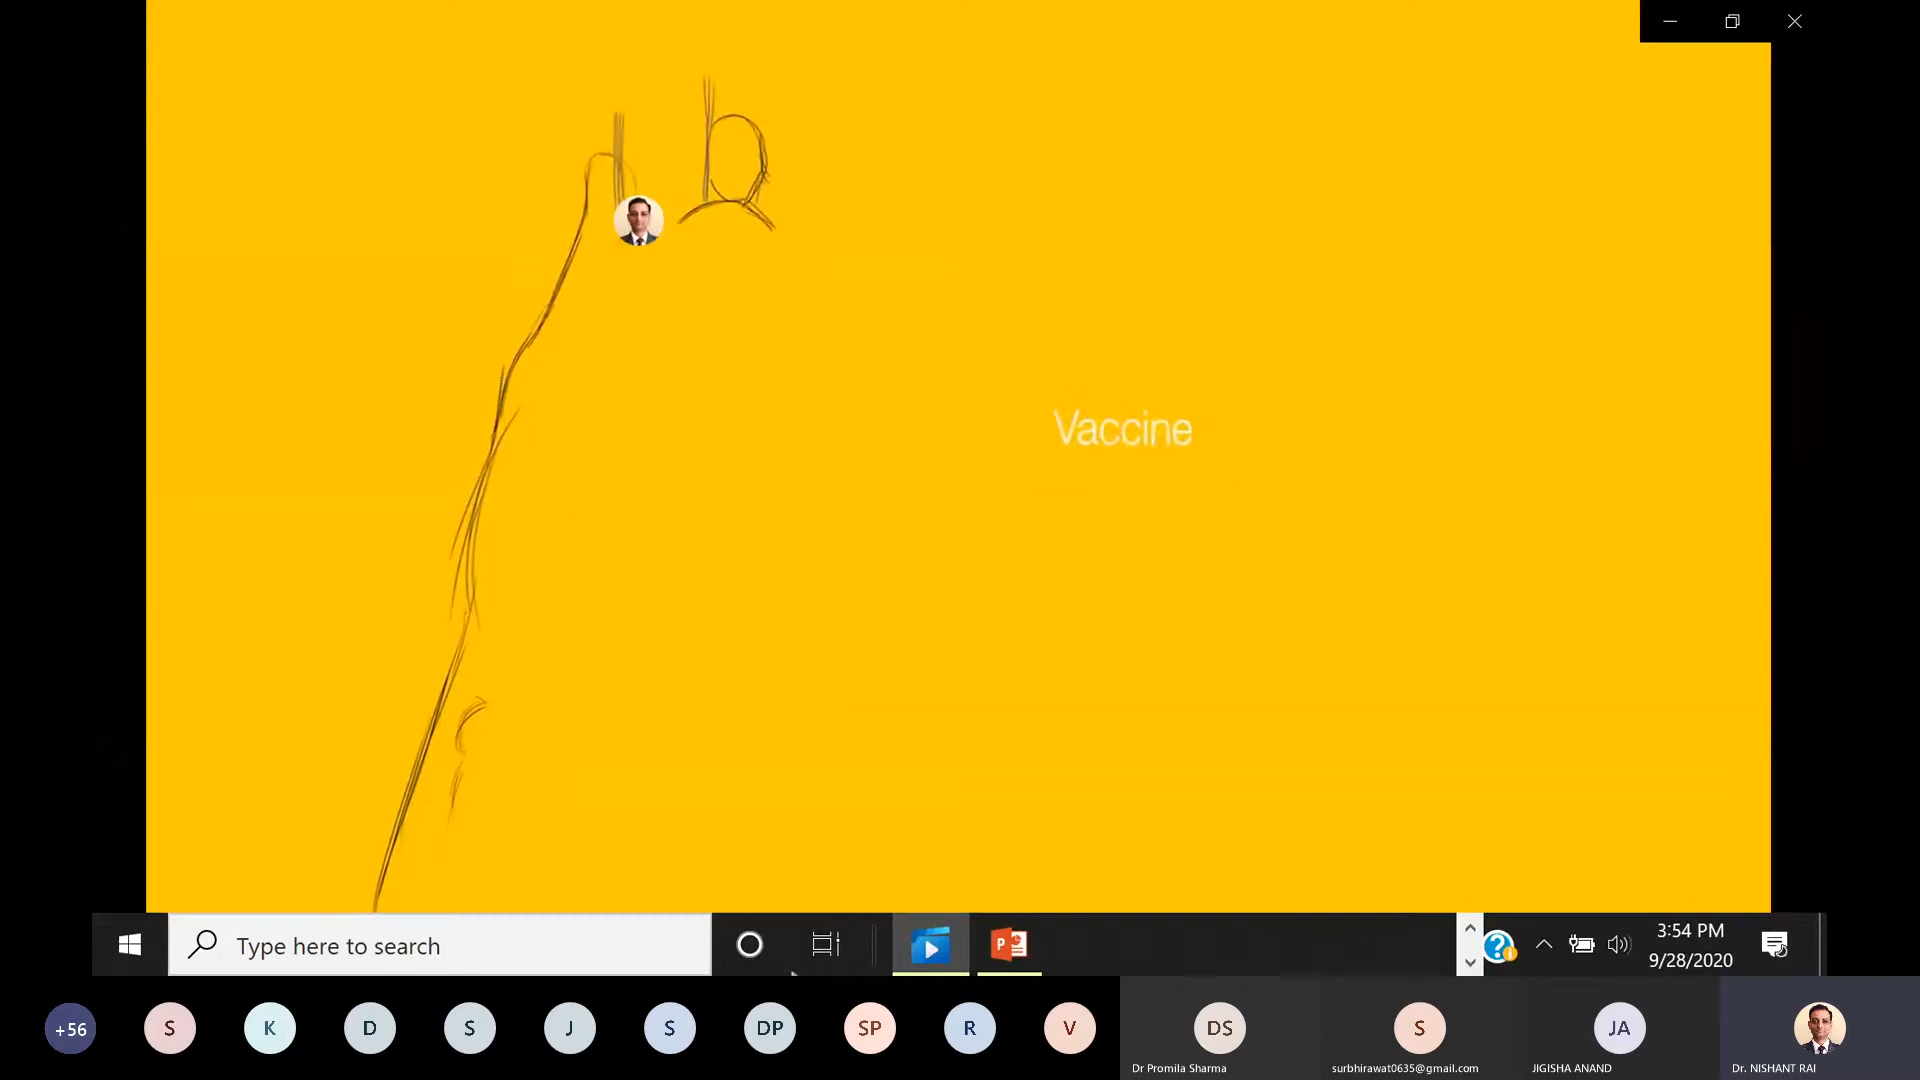 Vaccine
Type here to search
P
?
3:54 PM
9/28/2020
+56
S
K
D
S
J
S
DP
SP
R
V
DS
S
JA
Dr Promila Sharma
surbhirawat0635@gmail.com
JIGISHA ANAND
Dr. NISHANT RAI